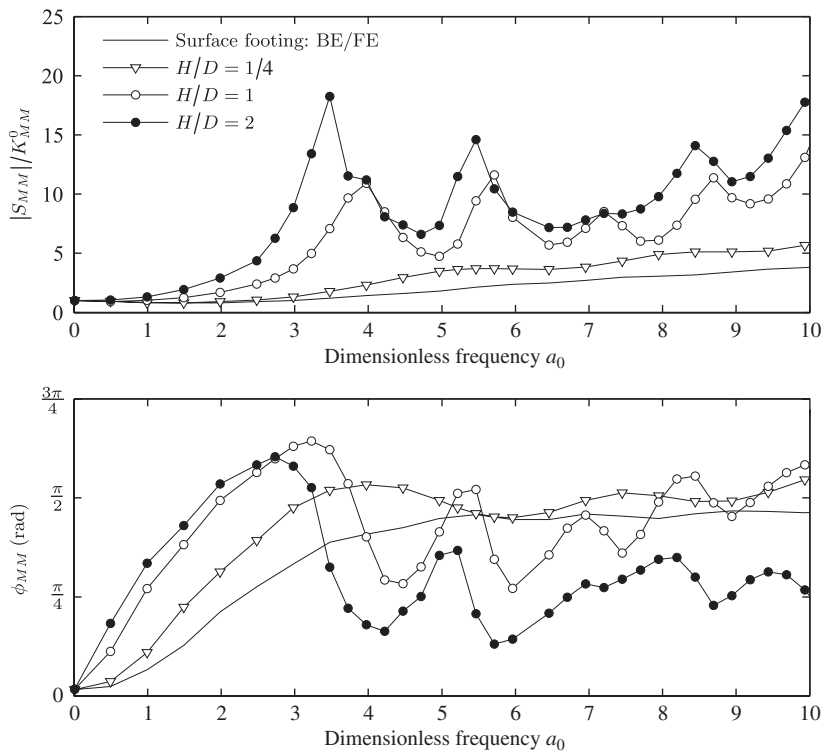 25
20
15
10
5
0
|S_MM|/K^0_MM
Surface footing: BE/FE
H/D = 1/4
H/D = 1
H/D = 2
0 1 2 3 4 5 6 7 8 9 10
Dimensionless frequency a_0
3π/4
π/2
π/4
0
ϕ_MM (rad)
0 1 2 3 4 5 6 7 8 9 10
Dimensionless frequency a_0